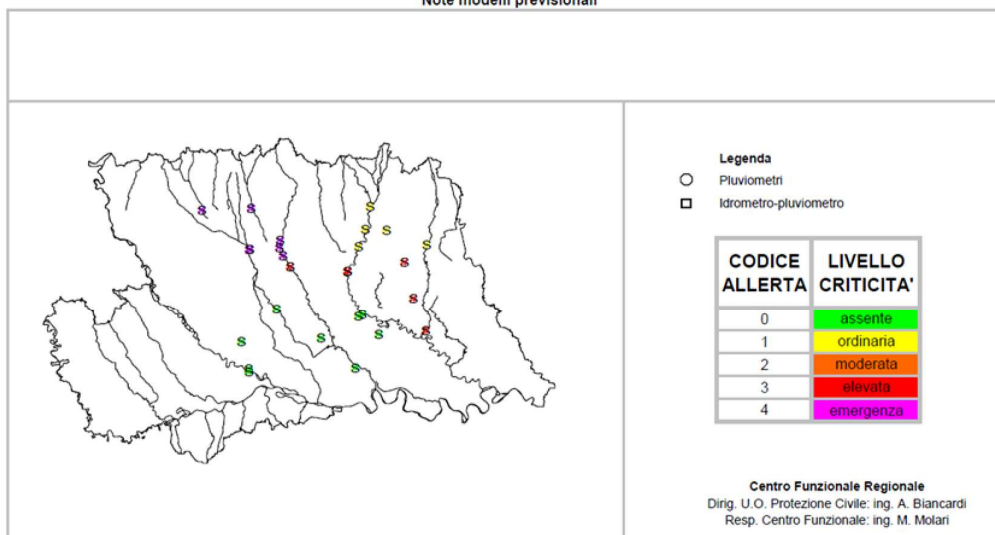 Note modelli previsionali
Legenda
Pluviometri
Idrometro-pluviometro
CODICE ALLERTA LIVELLO CRITICITA'
0 assente
1 ordinaria
2 moderata
3 elevata
4 emergenza
Centro Funzionale Regionale
Dirig. U.O. Protezione Civile: ing. A. Biancardi
Resp. Centro Funzionale: ing. M. Molari